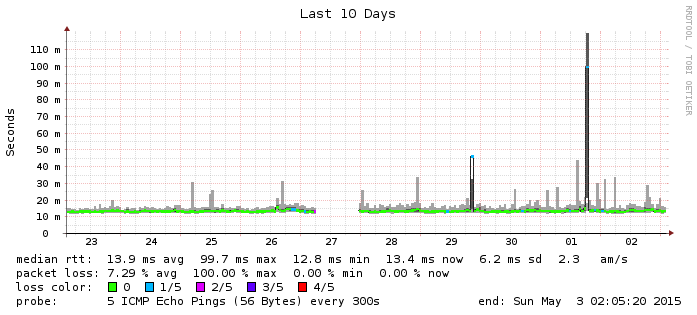 Last 10 Days
RRDTOOL / TOBI OETIKER
Seconds
110 m
100 m
90 m
80 m
70 m
60 m
50 m
40 m
30 m
20 m
10 m
0
23 24 25 26 27 28 29 30 01 02
median rtt: 13.9 ms avg 99.7 ms max 12.8 ms min 13.4 ms now 6.2 ms sd 2.3 am/s
packet loss: 7.29 % avg 100.00 % max 0.00 % min 0.00 % now
loss color: 0 1/5 2/5 3/5 4/5
probe: 5 ICMP Echo Pings (56 Bytes) every 300s end: Sun May 3 02:05:20 2015